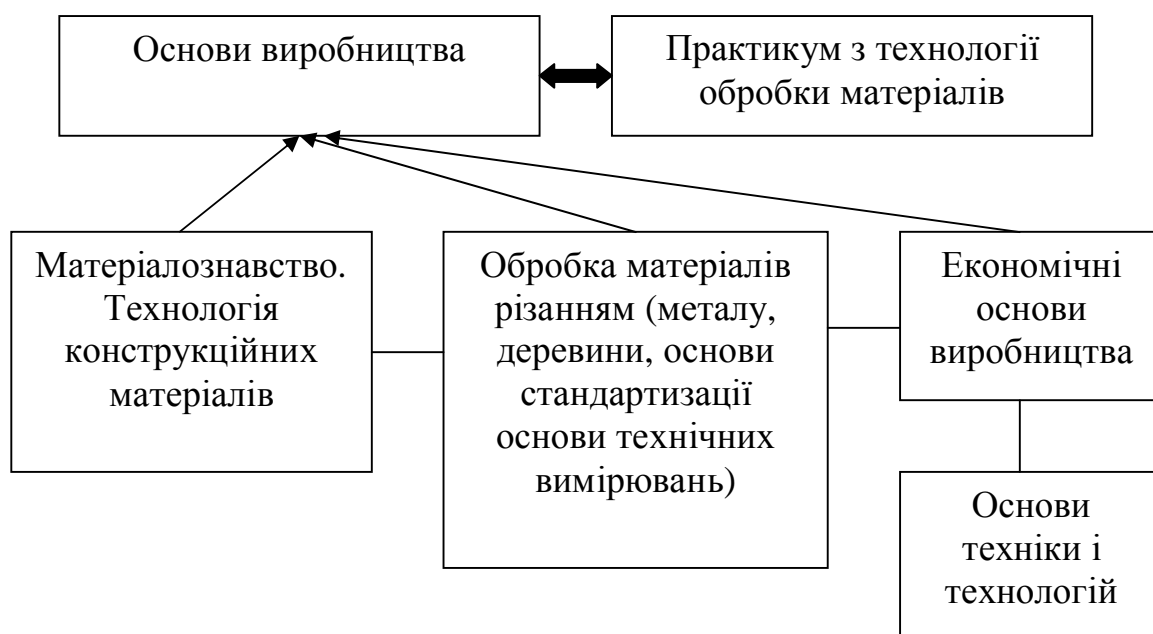 Основи виробництва
Практикум з технології
обробки матеріалів
Матеріалознавство.
Технологія
конструкційних
матеріалів
Обробка матеріалів
різанням (металу,
деревини, основи
стандартизації
основи технічних
вимірювань)
Економічні
основи
виробництва
Основи
техніки і
технологій